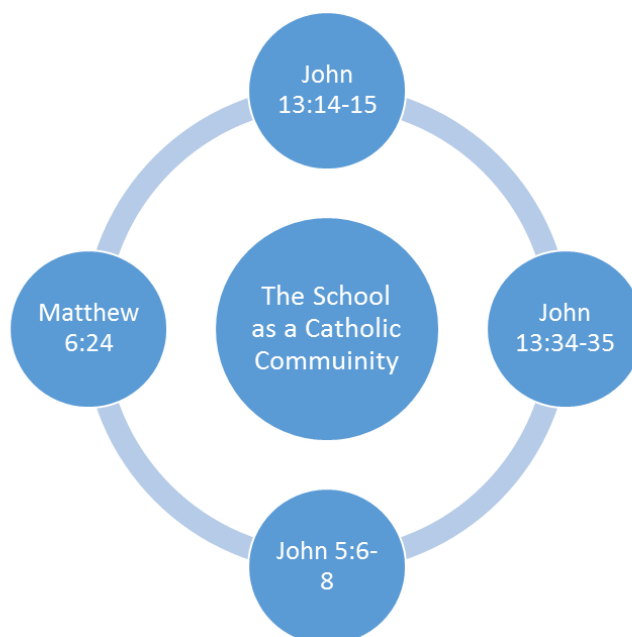 John
13:14-15
Matthew
6:24
The School
as a Catholic
Commuinity
John
13:34-35
John 5:6-
8